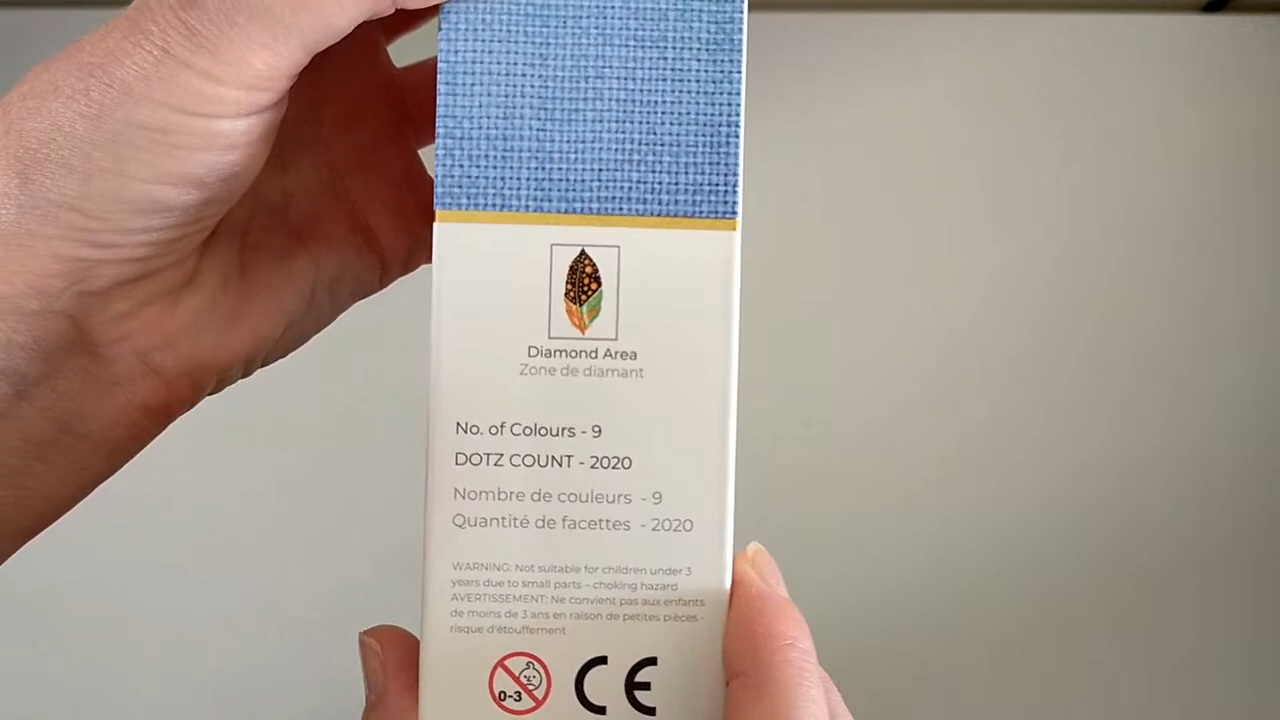 Diamond Area
Zone de diamant
No. of Colours - 9
DOTZ COUNT - 2020
Nombre de couleurs - 9
Quantité de facettes - 2020
WARNING: Not suitable for children under 3
years due to small parts – choking hazard
AVERTISSEMENT: Ne convient pas aux enfants
de moins de 3 ans en raison de petites pièces -
risque d'étouffement
0-3
CE